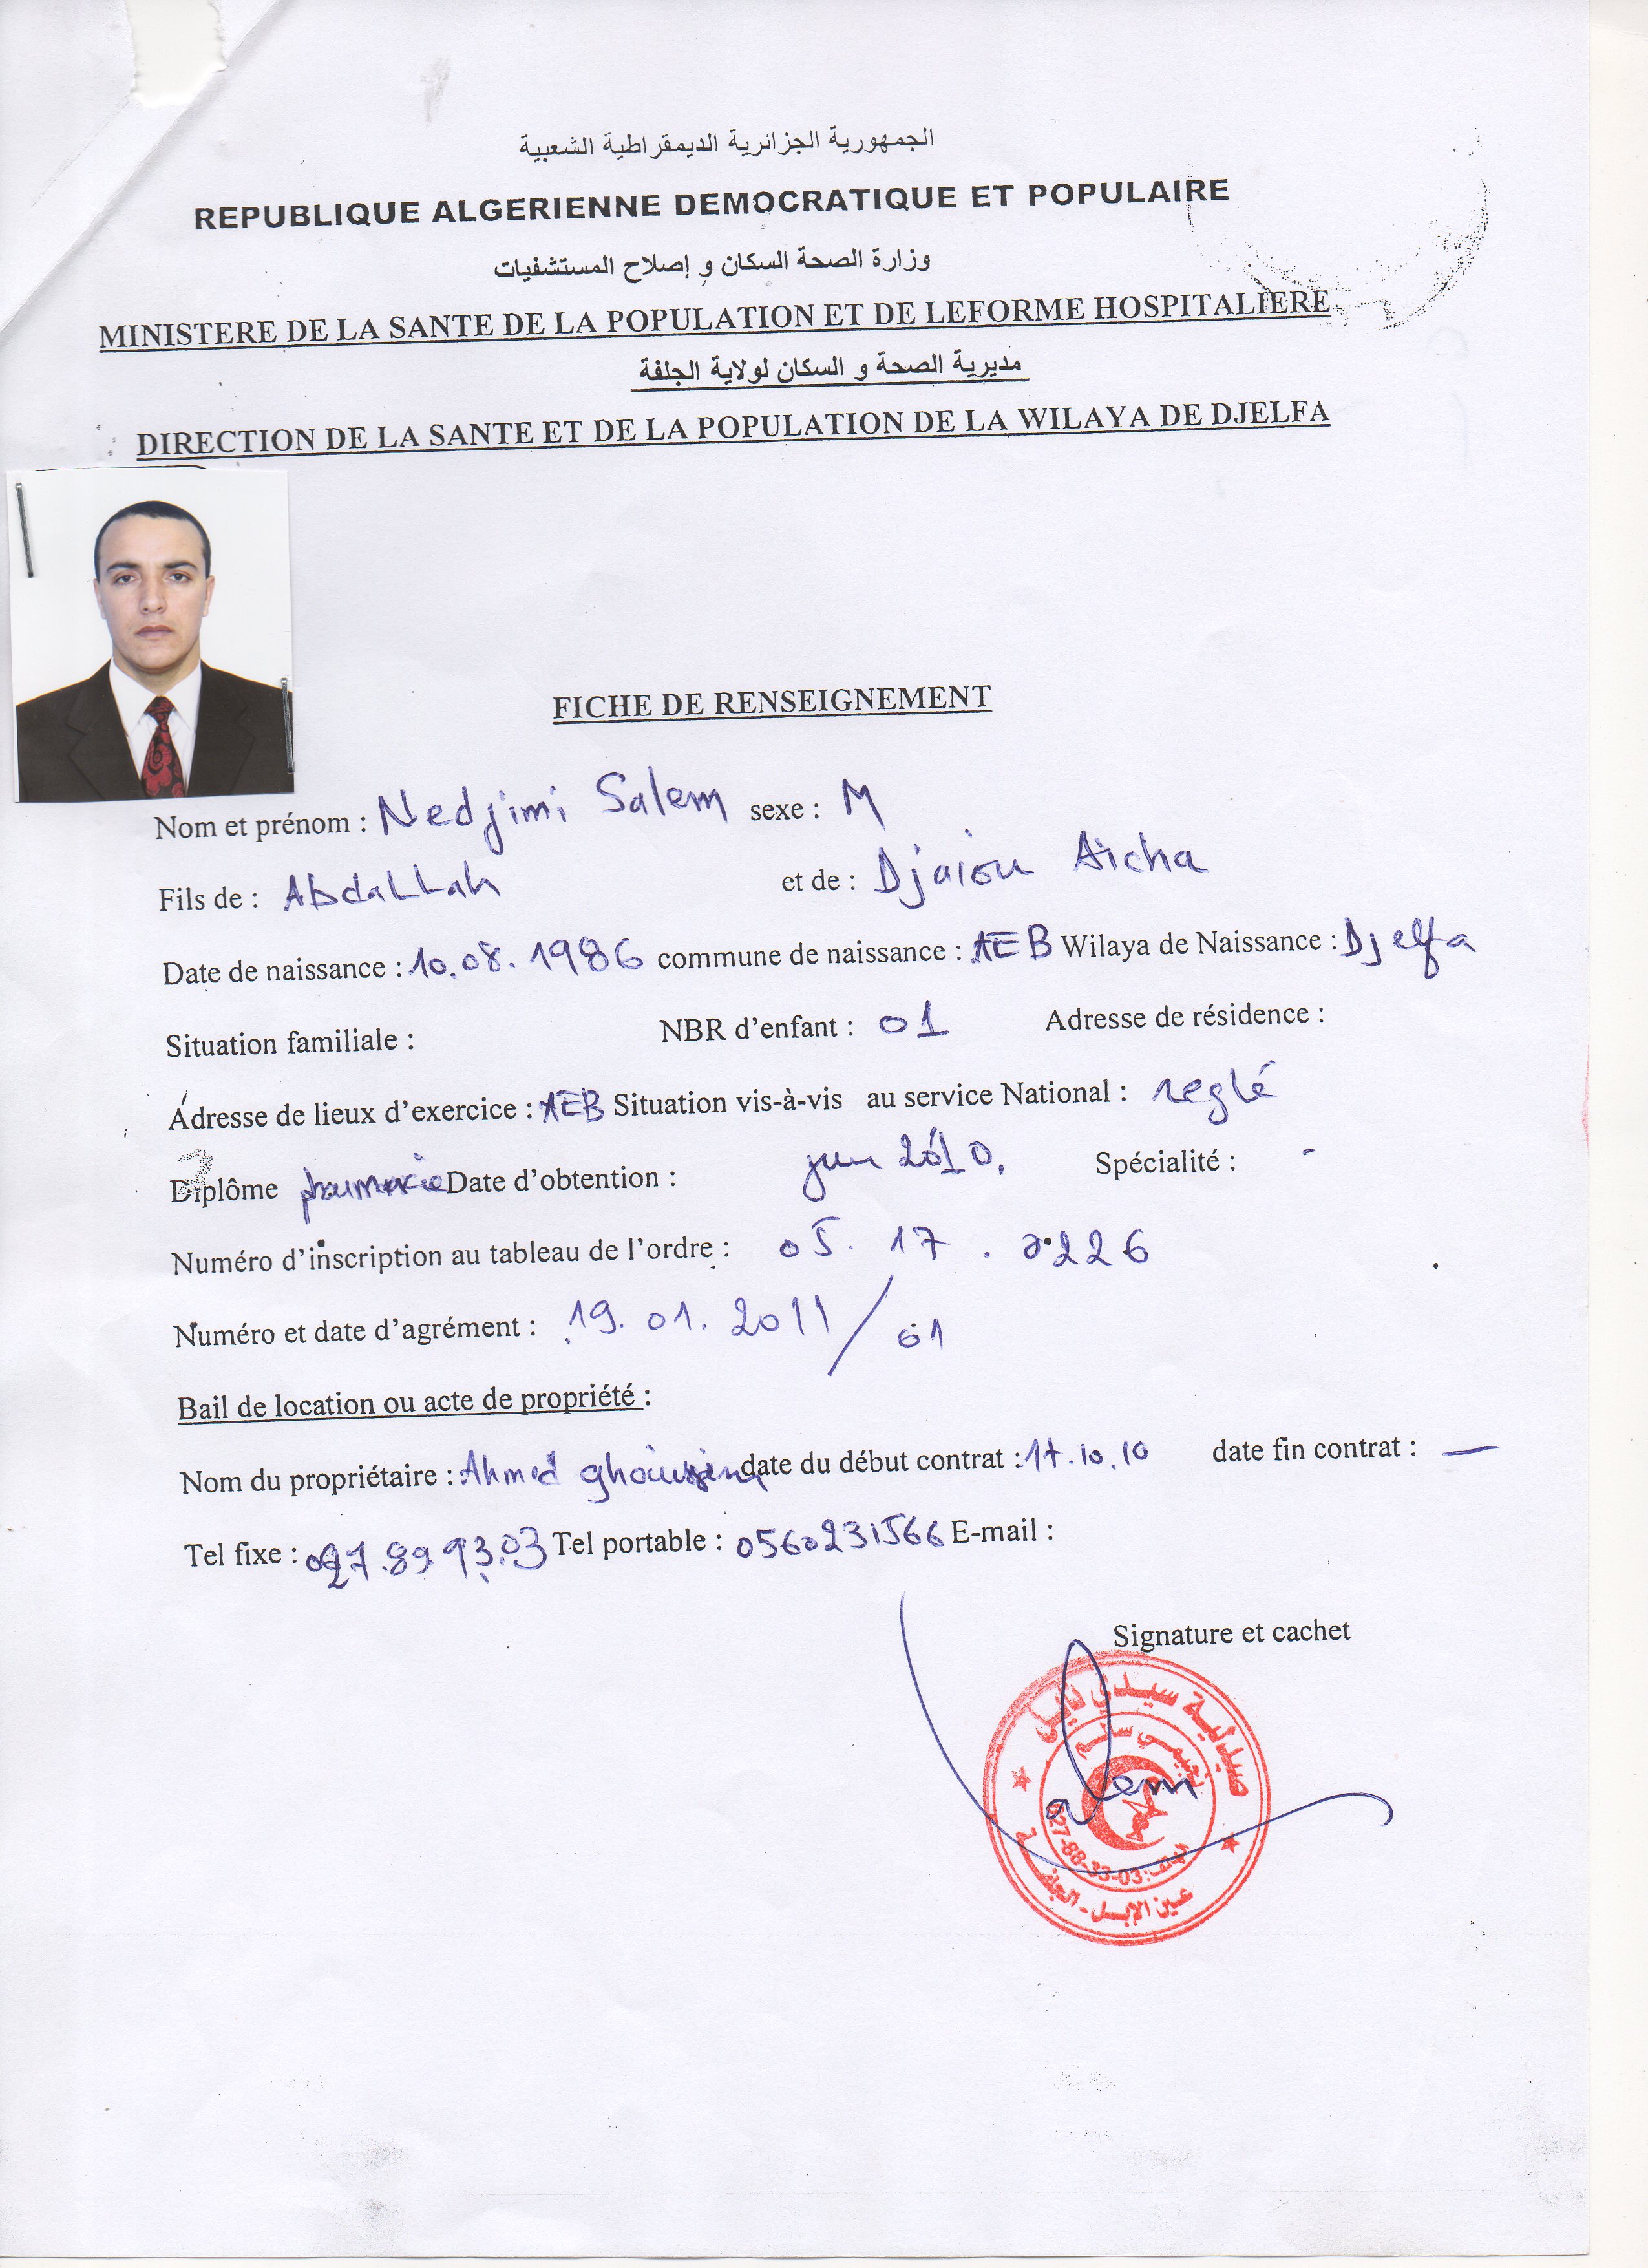 الجمهورية الجزائرية الديمقراطية الشعبية
REPUBLIQUE ALGERIENNE DEMOCRATIQUE ET POPULAIRE
وزارة الصحة السكان و إصلاح المستشفيات
MINISTERE DE LA SANTE DE LA POPULATION ET DE LEFORME HOSPITALIERE
مديرية الصحة و السكان لولاية الجلفة
DIRECTION DE LA SANTE ET DE LA POPULATION DE LA WILAYA DE DJELFA
FICHE DE RENSEIGNEMENT
Nom et prénom : Nedjimi Salem sexe : M
Fils de : Abdallah et de : Djaiou Aicha
Date de naissance : 10.08.1986 commune de naissance : AEB Wilaya de Naissance : Djelfa
Situation familiale : NBR d'enfant : 01 Adresse de résidence :
Adresse de lieux d'exercice : AEB Situation vis-à-vis au service National : reglé
Diplôme pharmacie Date d'obtention : juin 2010. Spécialité : -
Numéro d'inscription au tableau de l'ordre : 05. 17 . 226
Numéro et date d'agrément : 19. 01. 2011 / 01
Bail de location ou acte de propriété :
Nom du propriétaire : Ahmed date du début contrat : 17.10.10 date fin contrat : —
Tel fixe : 027.89.93.03 Tel portable : 0560231566 E-mail :
Signature et cachet
صيدلية سيدي نايل
نجيمي سالم
alem
الهاتف: 027-88-33-03
عين الإبل - الجلفة